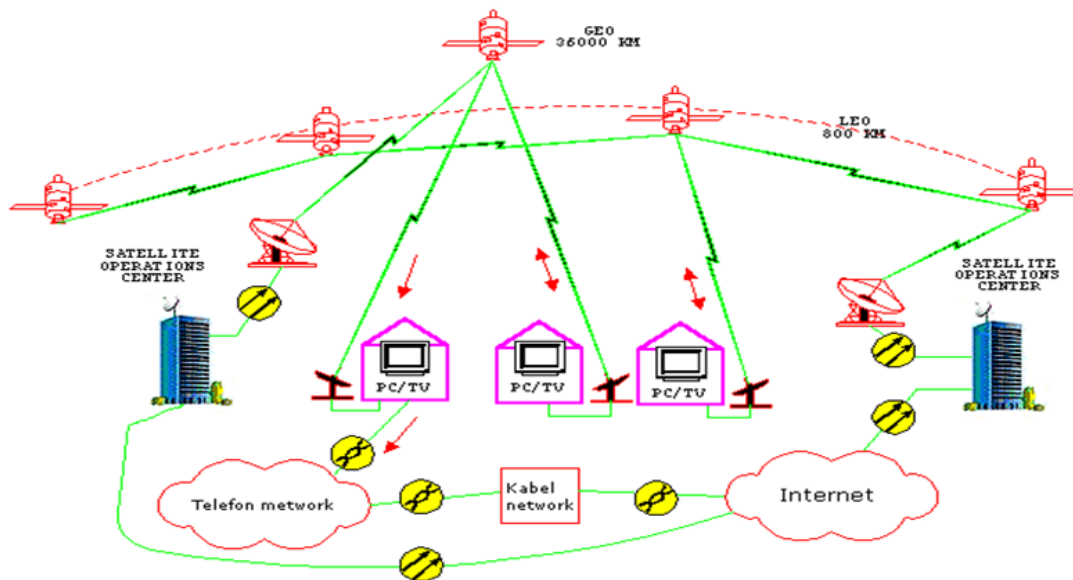 GEO
36000 KM
LEO
800 KM
SATELLITE
OPERATIONS
CENTER
SATELLITE
OPERATIONS
CENTER
PC/TV
PC/TV
PC/TV
Telefon metwork
Kabel
network
Internet